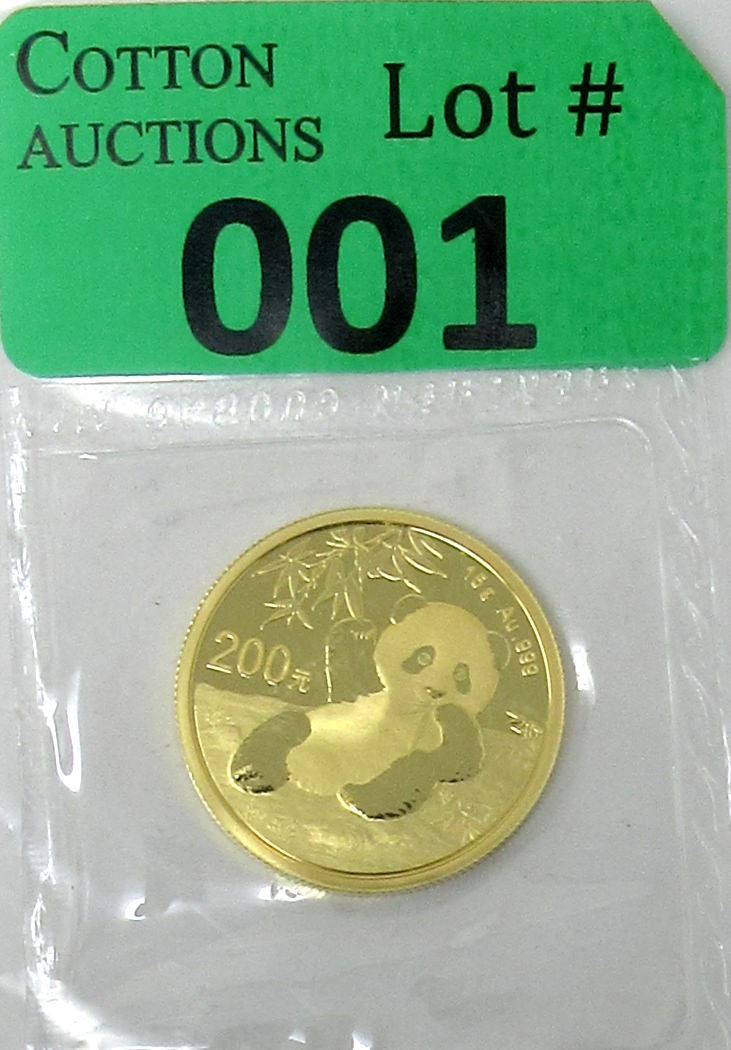 COTTON
AUCTIONS
Lot #
001
15g Au.999
200元